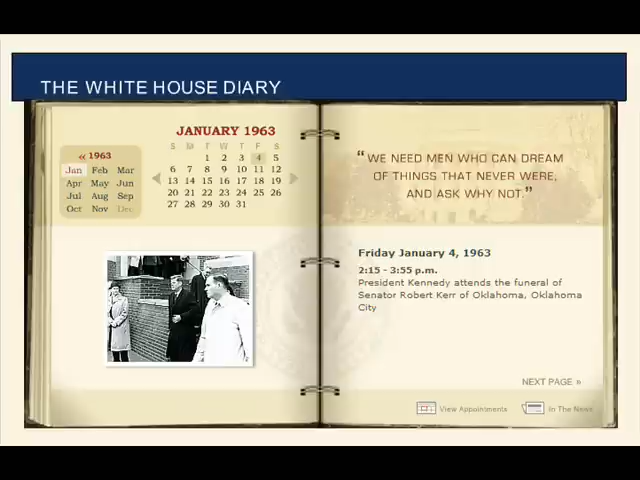 THE WHITE HOUSE DIARY
« 1963
Jan Feb Mar
Apr May Jun
Jul Aug Sep
Oct Nov Dec
JANUARY 1963
S M T W T F S
1 2 3 4 5
6 7 8 9 10 11 12
13 14 15 16 17 18 19
20 21 22 23 24 25 26
27 28 29 30 31
“WE NEED MEN WHO CAN DREAM
OF THINGS THAT NEVER WERE,
AND ASK WHY NOT.”
Friday January 4, 1963
2:15 - 3:55 p.m.
President Kennedy attends the funeral of
Senator Robert Kerr of Oklahoma, Oklahoma
City
NEXT PAGE »
View Appointments
In The News